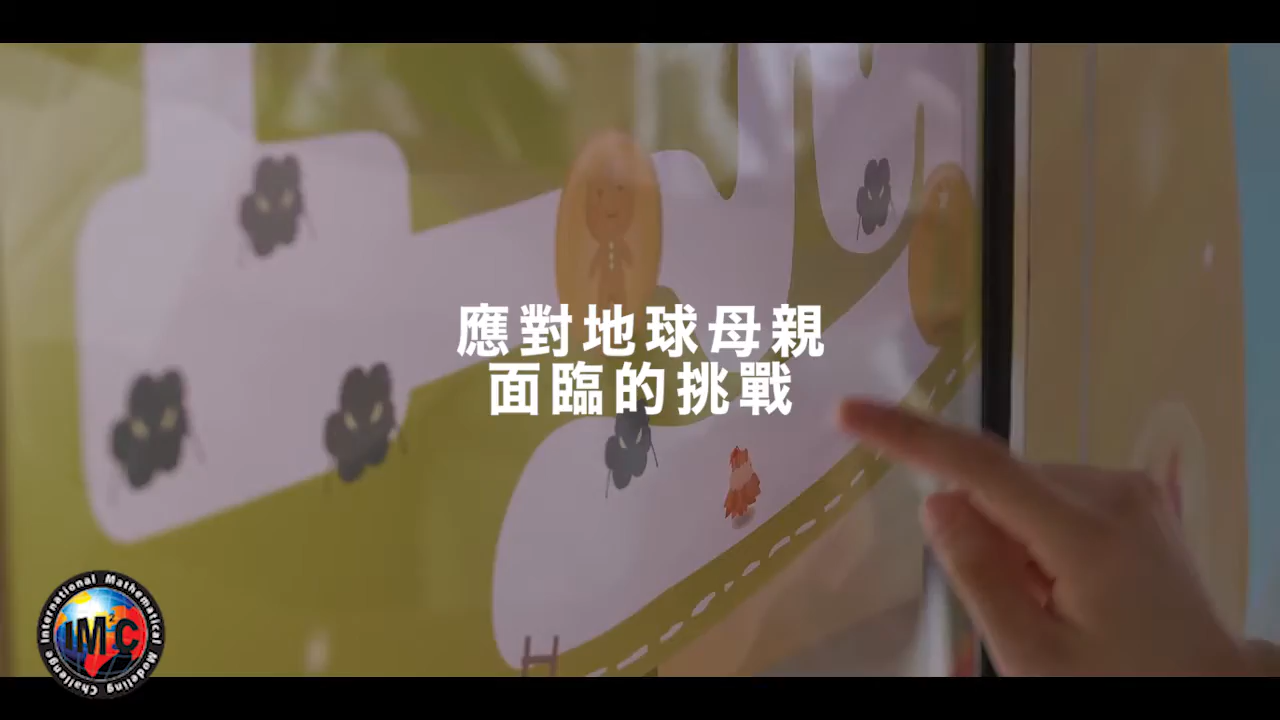 應對地球母親
面臨的挑戰
International Mathematical Modeling Challenge
IM²C